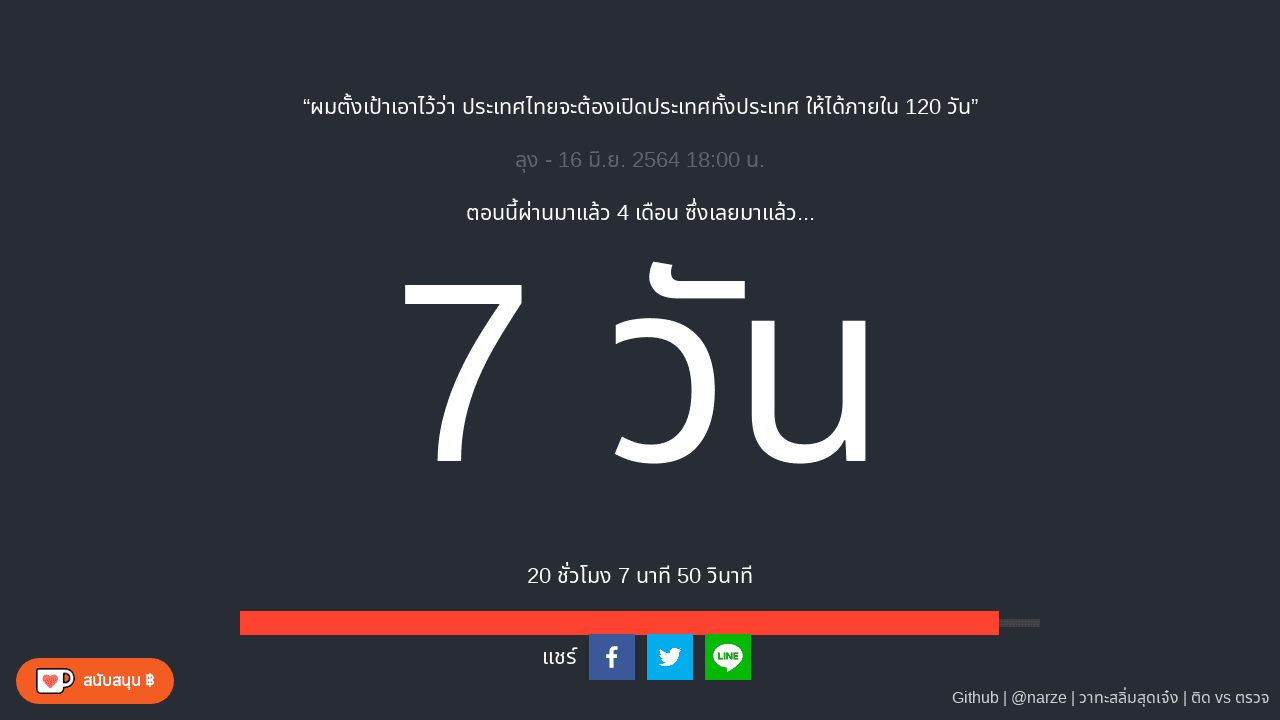 “ผมตั้งเป้าเอาไว้ว่า ประเทศไทยจะต้องเปิดประเทศทั้งประเทศ ให้ได้ภายใน 120 วัน”
ลุง - 16 มิ.ย. 2564 18:00 น.
ตอนนี้ผ่านมาแล้ว 4 เดือน ซึ่งเลยมาแล้ว...
7 วัน
20 ชั่วโมง 7 นาที 50 วินาที
แชร์
LINE
สนับสนุน ฿
Github | @narze | วาทะสลิ่มสุดเจ๋ง | ติด vs ตรวจ